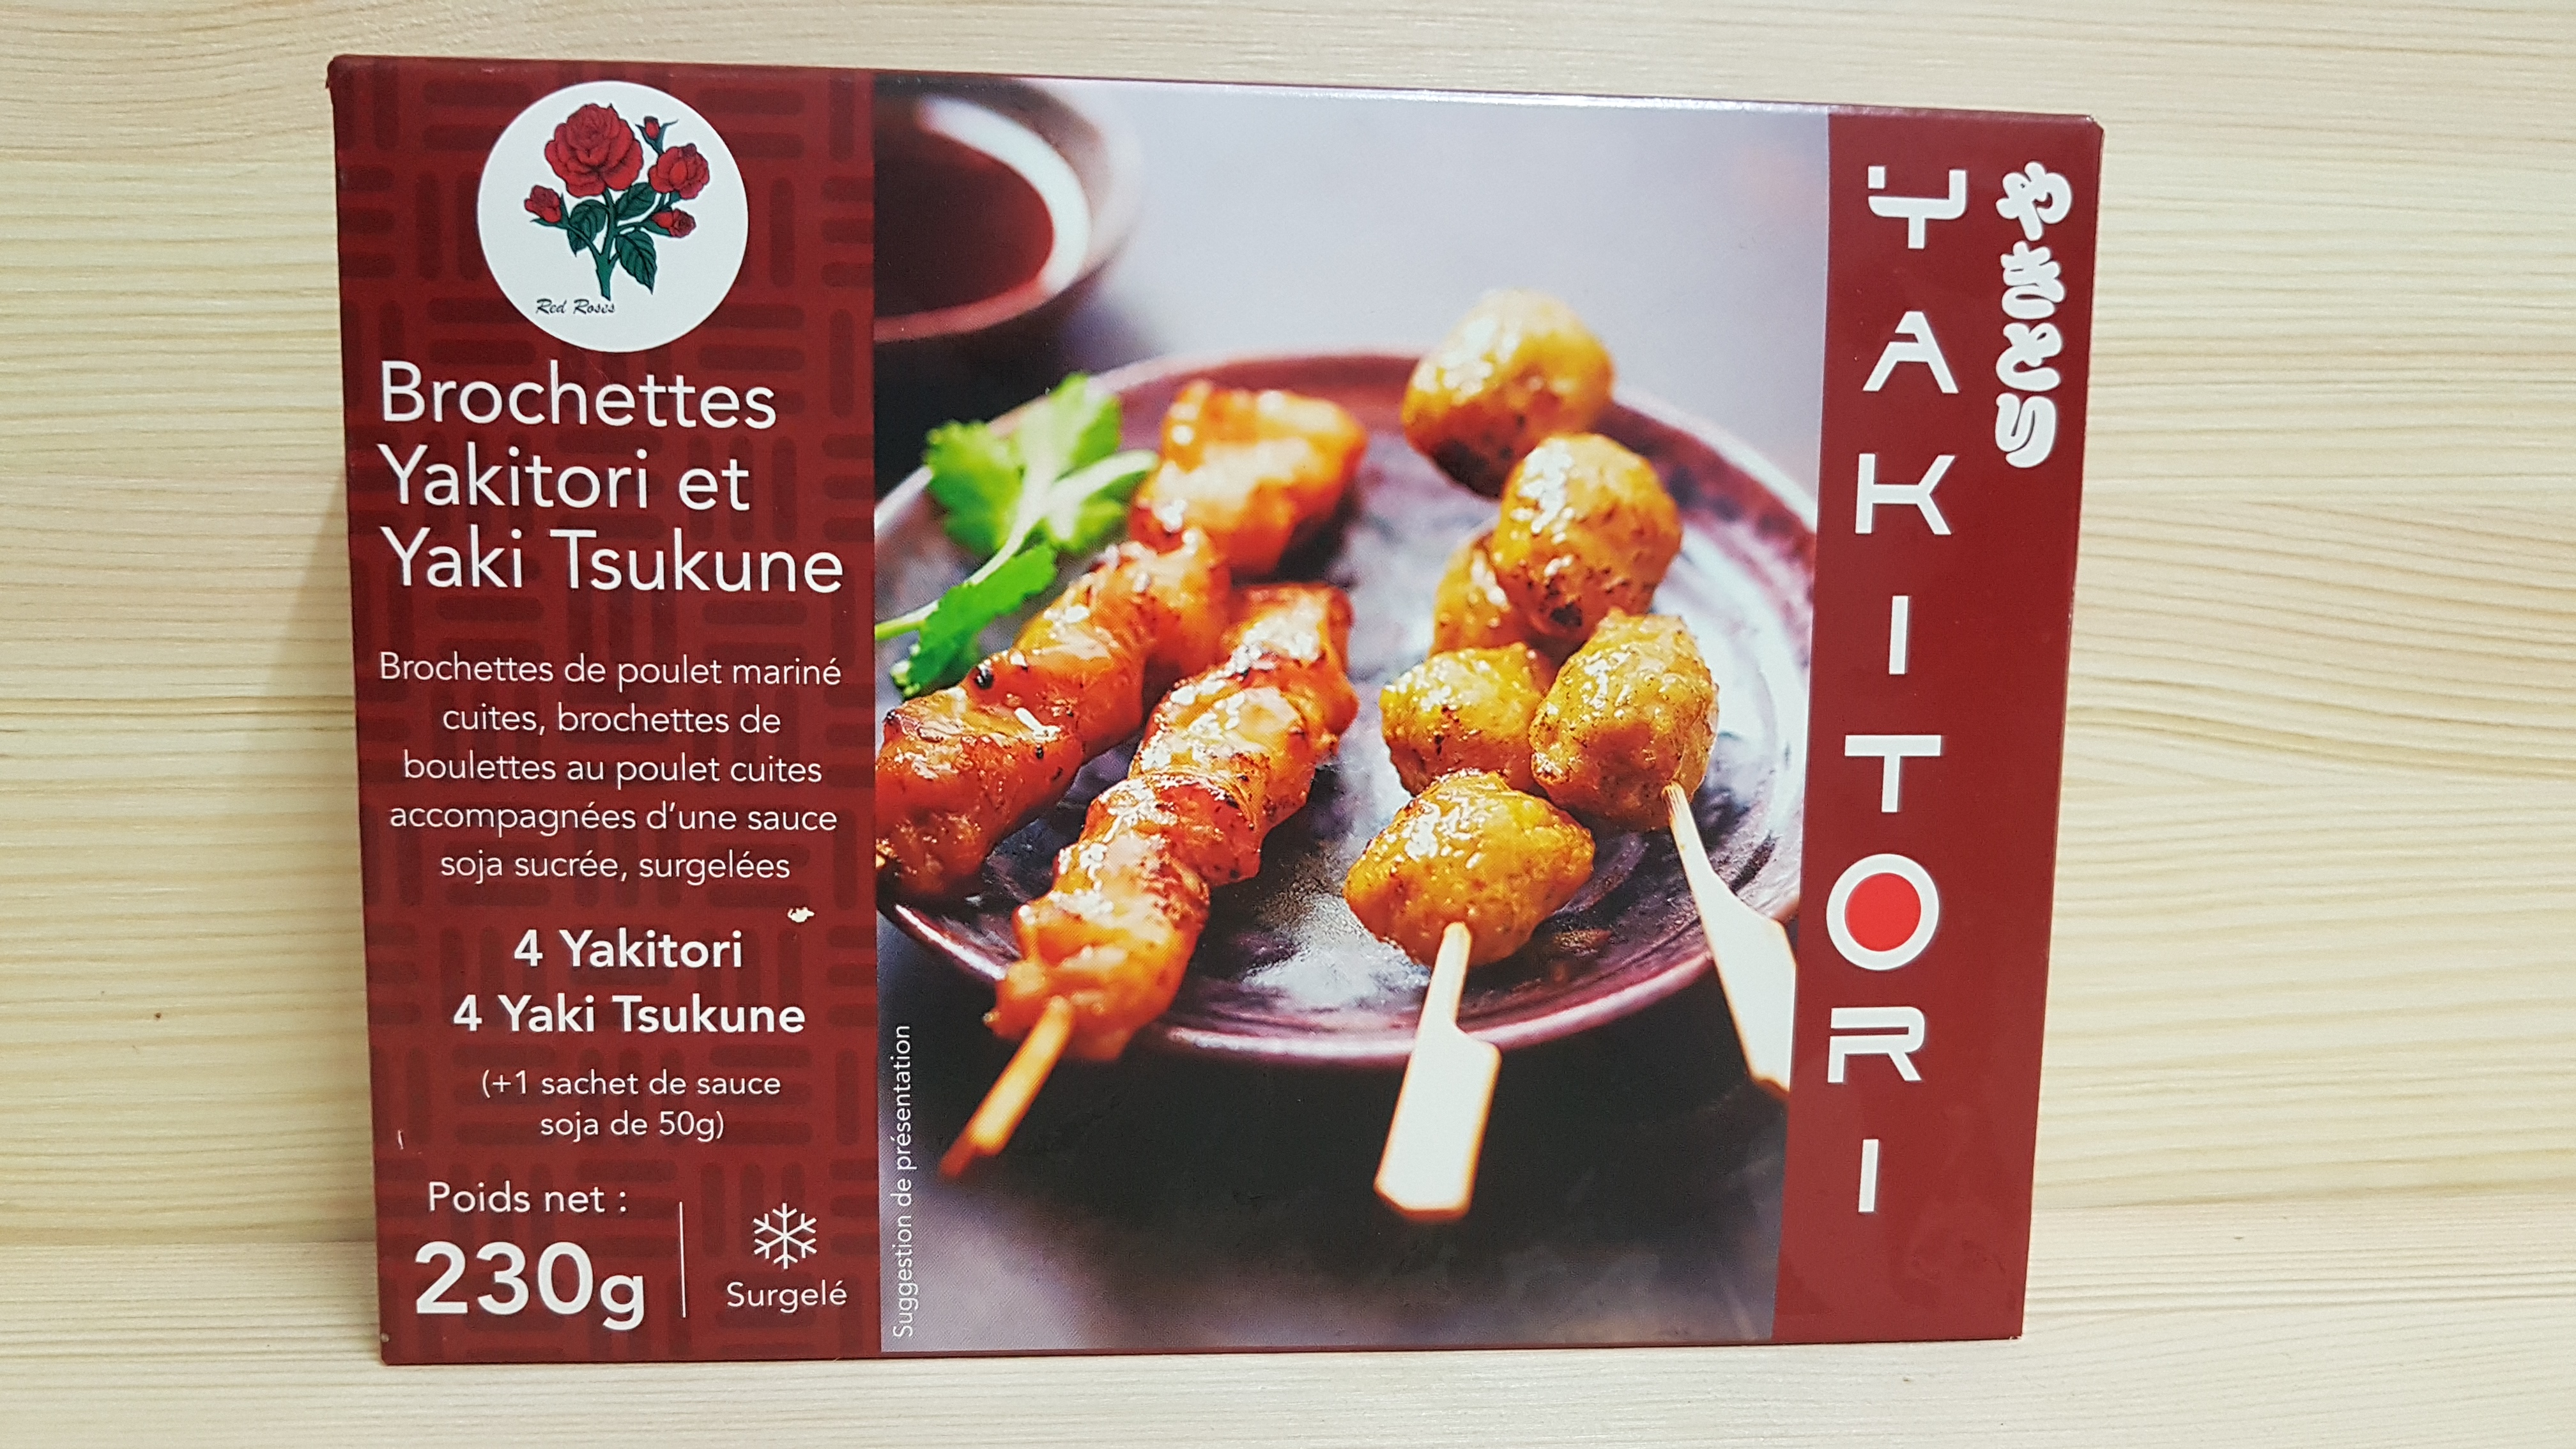 Red Roses
Brochettes
Yakitori et
Yaki Tsukune
Brochettes de poulet mariné
cuites, brochettes de
boulettes au poulet cuites
accompagnées d'une sauce
soja sucrée, surgelées
4 Yakitori
4 Yaki Tsukune
(+1 sachet de sauce
soja de 50g)
Poids net :
230g
Surgelé
Suggestion de présentation
YAKITORI
やきとり